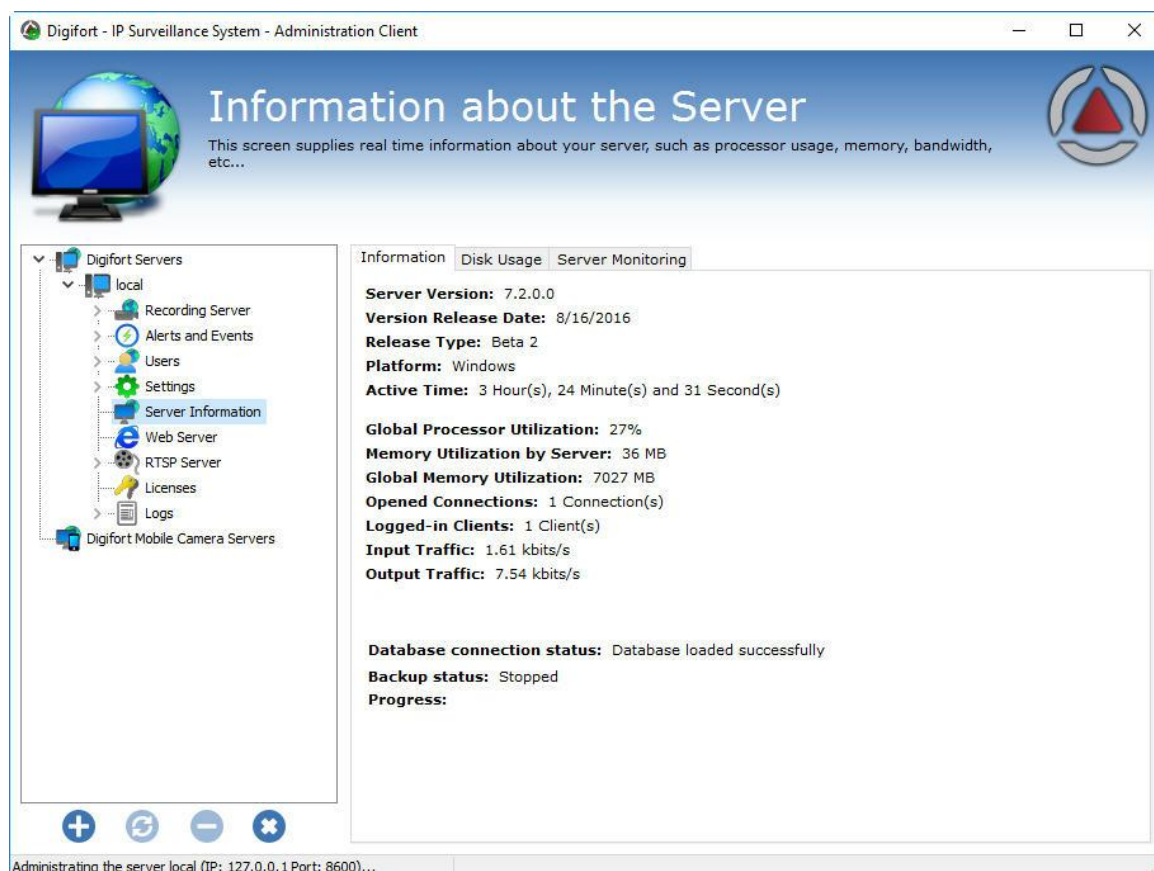 Digifort - IP Surveillance System - Administration Client
Information about the Server
This screen supplies real time information about your server, such as processor usage, memory, bandwidth,
etc...
Digifort Servers
local
Recording Server
Alerts and Events
Users
Settings
Server Information
Web Server
RTSP Server
Licenses
Logs
Digifort Mobile Camera Servers
Information Disk Usage Server Monitoring
Server Version: 7.2.0.0
Version Release Date: 8/16/2016
Release Type: Beta 2
Platform: Windows
Active Time: 3 Hour(s), 24 Minute(s) and 31 Second(s)
Global Processor Utilization: 27%
Memory Utilization by Server: 36 MB
Global Memory Utilization: 7027 MB
Opened Connections: 1 Connection(s)
Logged-in Clients: 1 Client(s)
Input Traffic: 1.61 kbits/s
Output Traffic: 7.54 kbits/s
Database connection status: Database loaded successfully
Backup status: Stopped
Progress:
Administrating the server local (IP: 127.0.0.1 Port: 8600)...